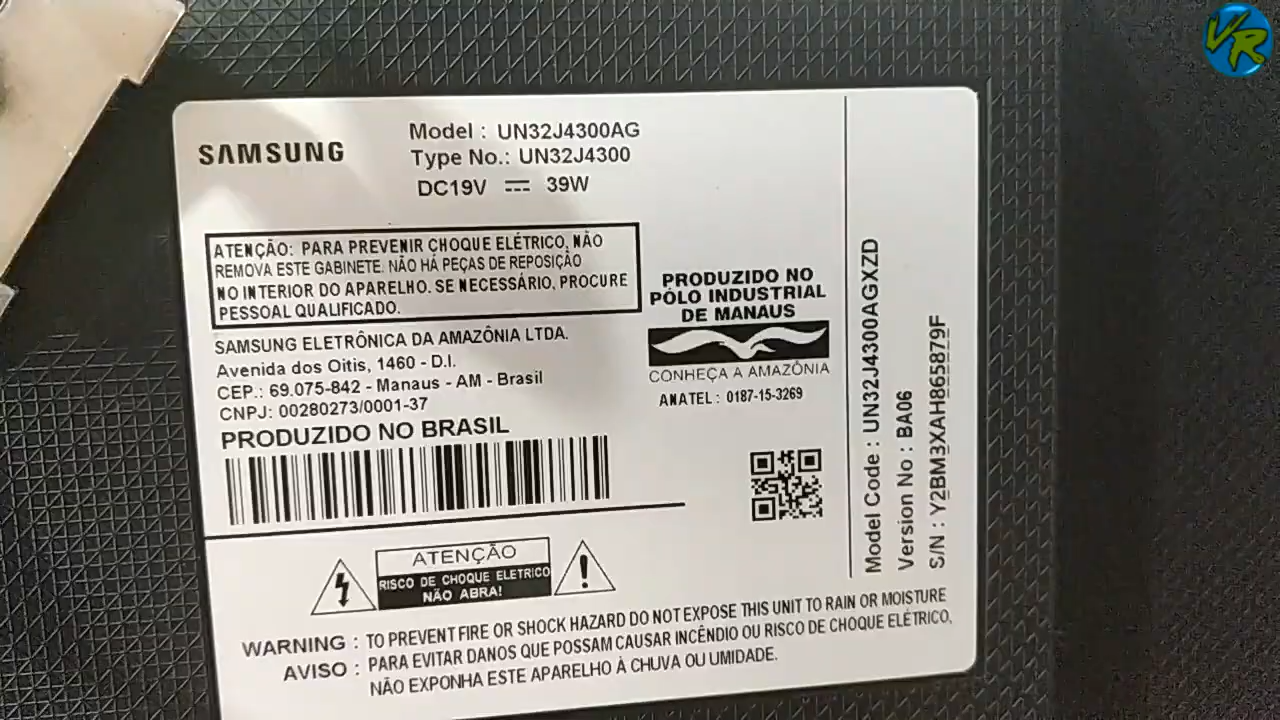 VR
SAMSUNG
Model : UN32J4300AG
Type No.: UN32J4300
DC19V ⎓ 39W
ATENÇÃO: PARA PREVENIR CHOQUE ELÉTRICO, NÃO
REMOVA ESTE GABINETE. NÃO HÁ PEÇAS DE REPOSIÇÃO
NO INTERIOR DO APARELHO. SE NECESSÁRIO, PROCURE
PESSOAL QUALIFICADO.
SAMSUNG ELETRÔNICA DA AMAZÔNIA LTDA.
Avenida dos Oitis, 1460 - D.I.
CEP.: 69.075-842 - Manaus - AM - Brasil
CNPJ: 00280273/0001-37
PRODUZIDO NO BRASIL
PRODUZIDO NO
PÓLO INDUSTRIAL
DE MANAUS
CONHEÇA A AMAZÔNIA
ANATEL : 0187-15-3269
Model Code : UN32J4300AGXZD
Version No : BA06
S/N : Y2BM3XAH865879F
ATENÇÃO
RISCO DE CHOQUE ELETRICO
NÃO ABRA!
WARNING : TO PREVENT FIRE OR SHOCK HAZARD DO NOT EXPOSE THIS UNIT TO RAIN OR MOISTURE
AVISO : PARA EVITAR DANOS QUE POSSAM CAUSAR INCÊNDIO OU RISCO DE CHOQUE ELÉTRICO,
NÃO EXPONHA ESTE APARELHO À CHUVA OU UMIDADE.